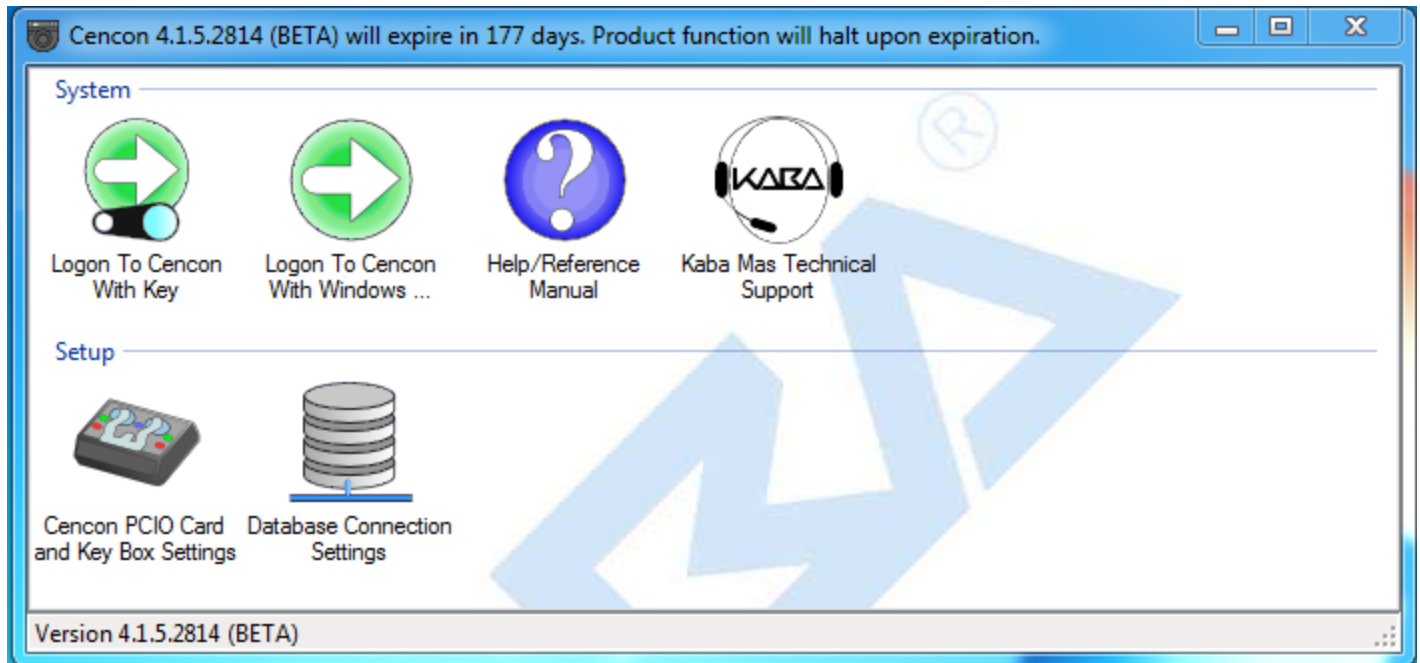 Cencon 4.1.5.2814 (BETA) will expire in 177 days. Product function will halt upon expiration.
System
Logon To Cencon
With Key
Logon To Cencon
With Windows ...
Help/Reference
Manual
KABA
Kaba Mas Technical
Support
®
Setup
Cencon PCIO Card
and Key Box Settings
Database Connection
Settings
Version 4.1.5.2814 (BETA)